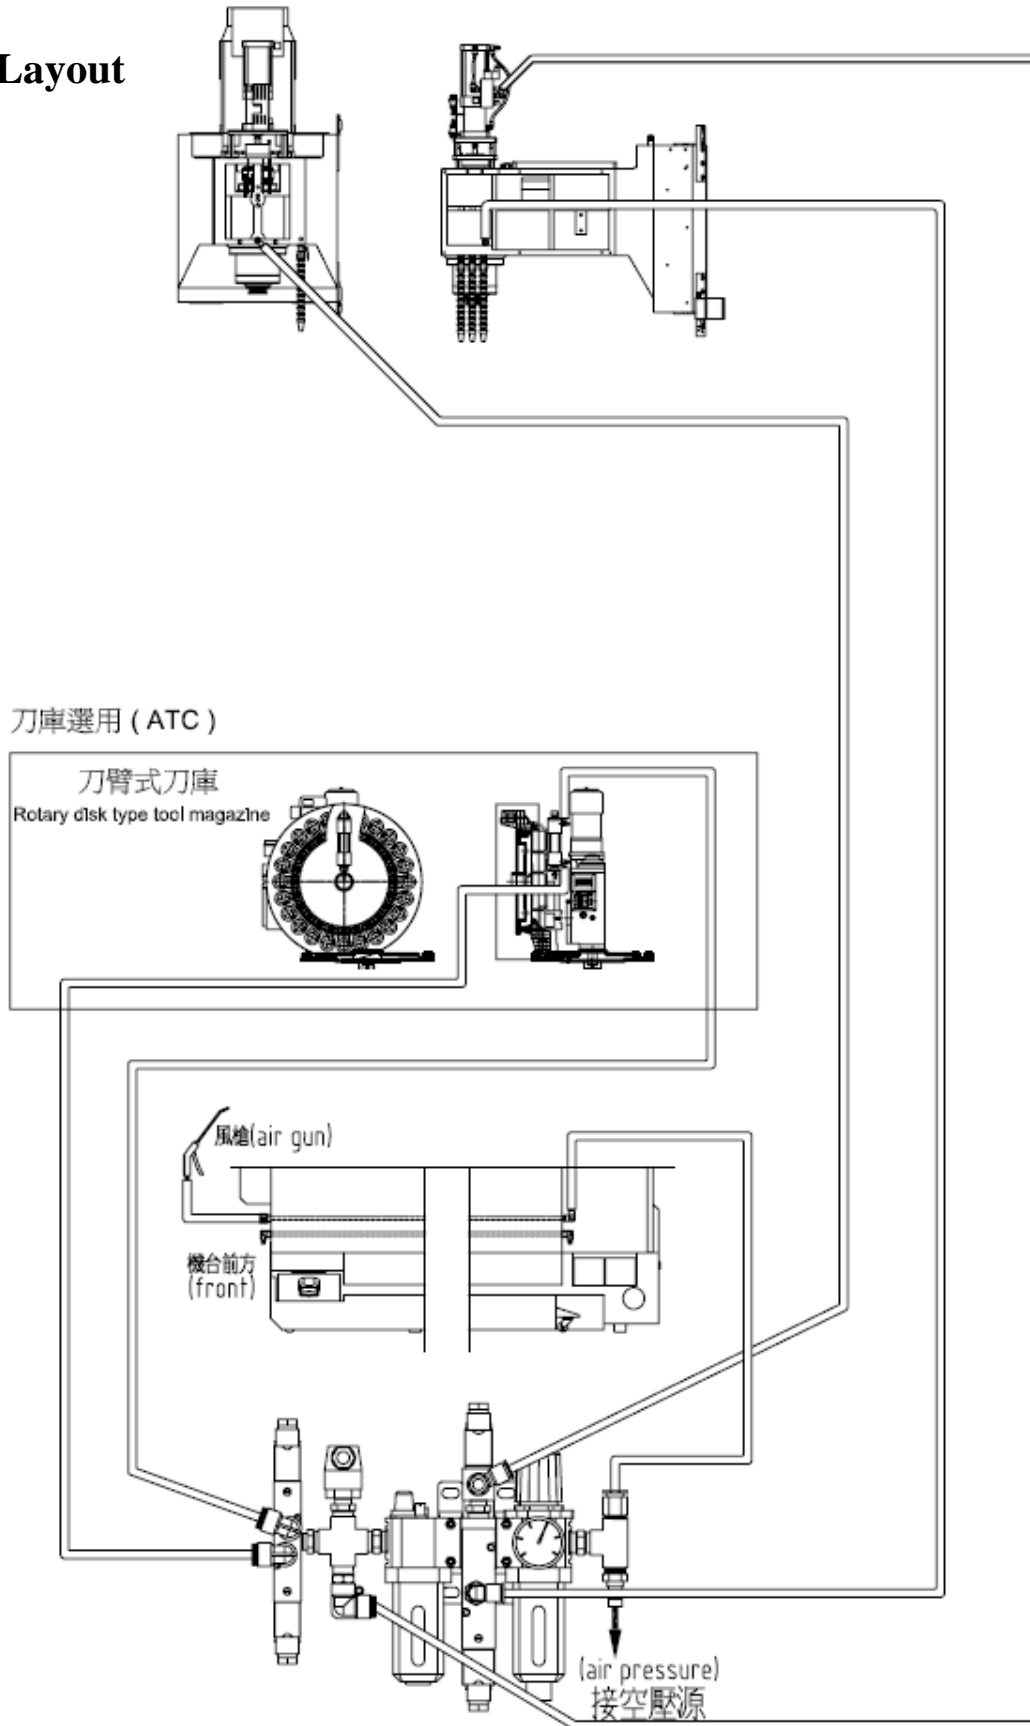 Layout
刀庫選用 ( ATC )
刀臂式刀庫
Rotary disk type tool magazine
風槍(air gun)
機台前方
(front)
(air pressure)
接空壓源